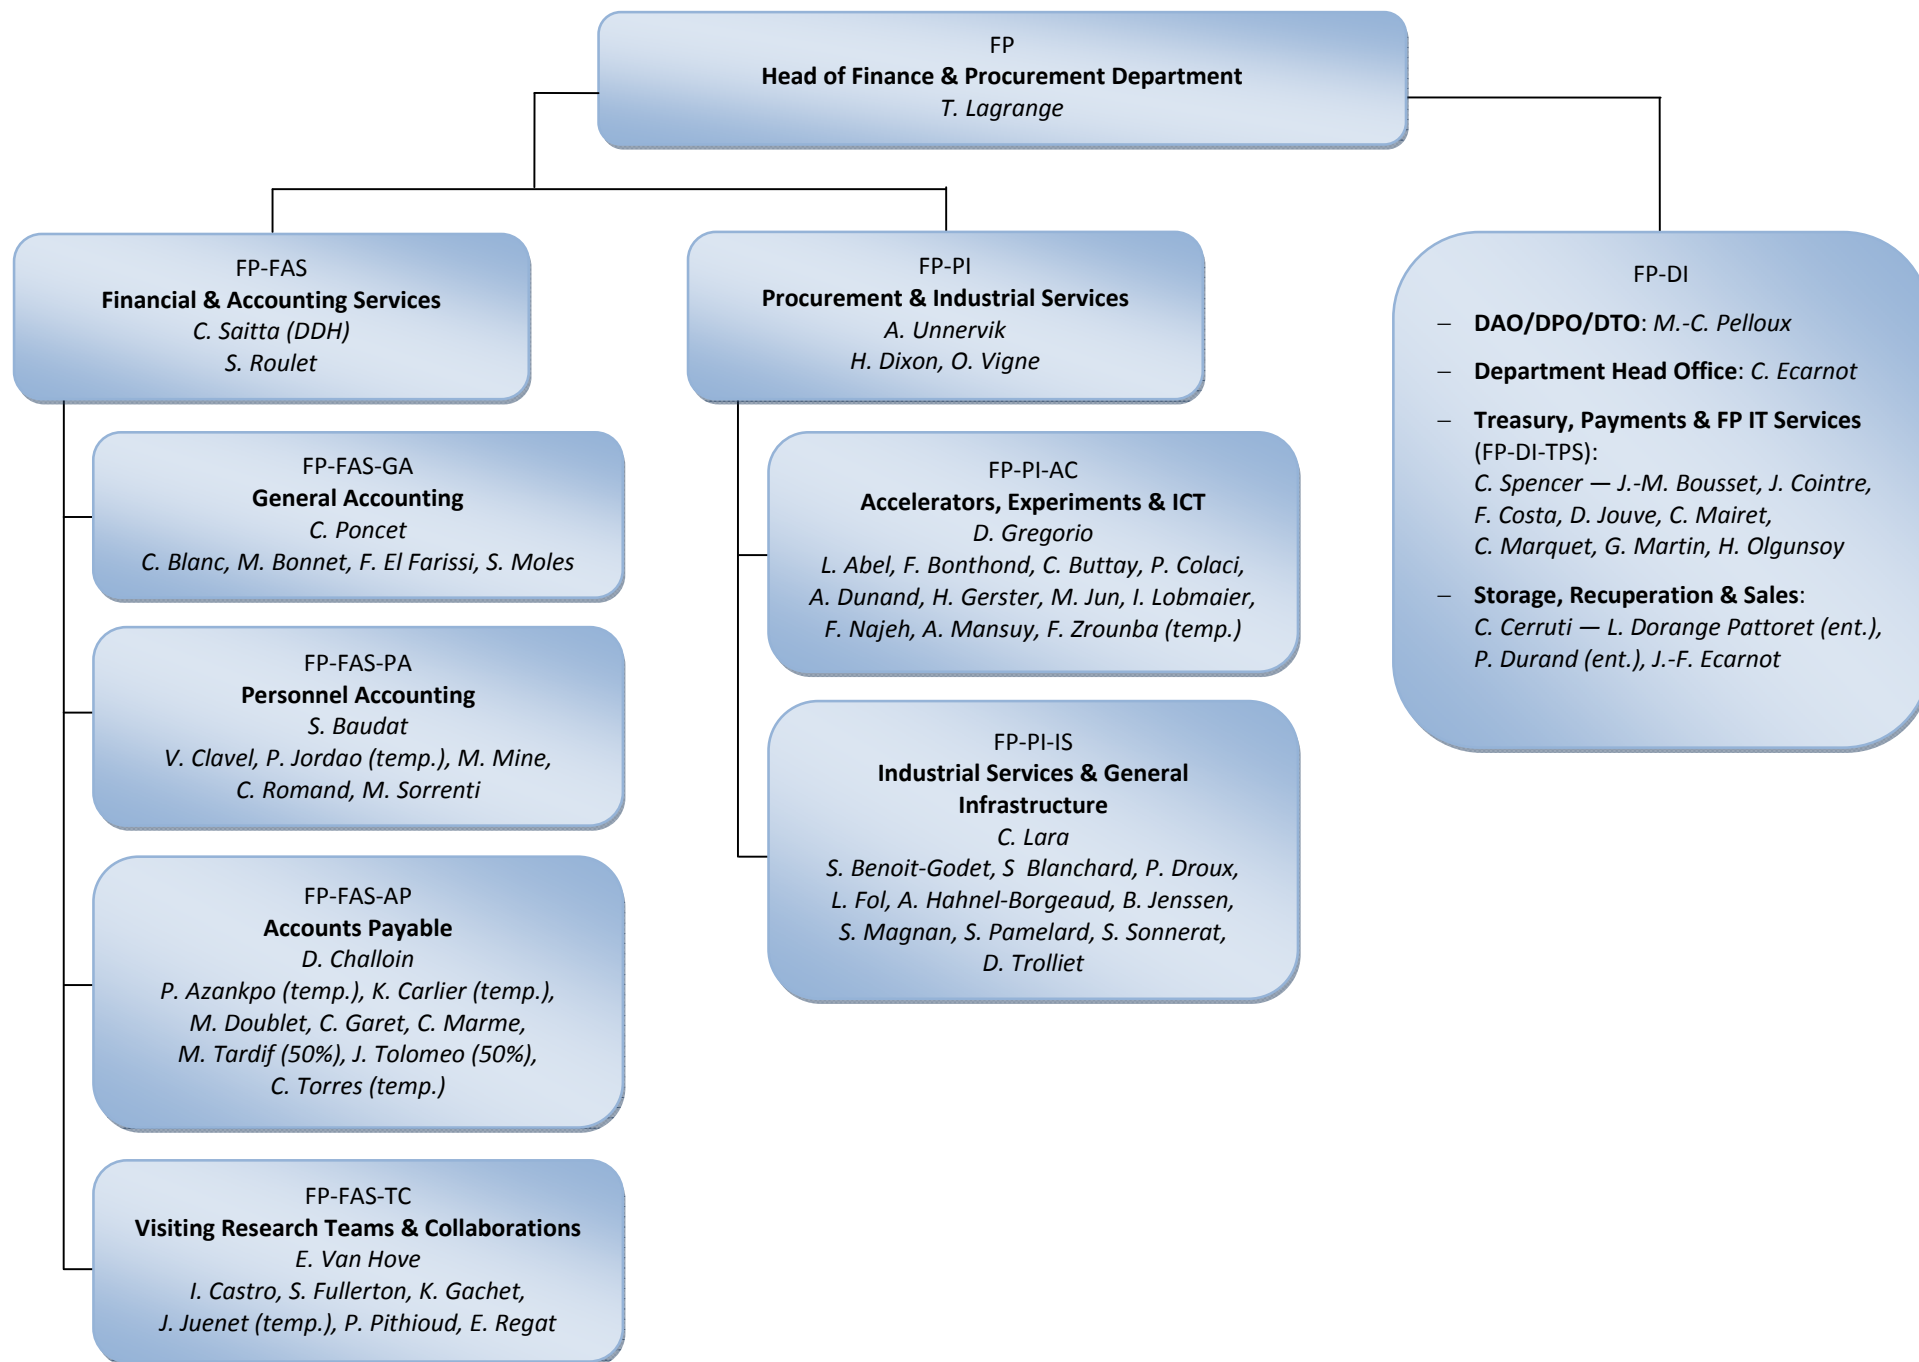 FP
Head of Finance & Procurement Department
T. Lagrange
FP-FAS
Financial & Accounting Services
C. Saitta (DDH)
S. Roulet
FP-FAS-GA
General Accounting
C. Poncet
C. Blanc, M. Bonnet, F. El Farissi, S. Moles
FP-FAS-PA
Personnel Accounting
S. Baudat
V. Clavel, P. Jordao (temp.), M. Mine,
C. Romand, M. Sorrenti
FP-FAS-AP
Accounts Payable
D. Challoin
P. Azankpo (temp.), K. Carlier (temp.),
M. Doublet, C. Garet, C. Marme,
M. Tardif (50%), J. Tolomeo (50%),
C. Torres (temp.)
FP-FAS-TC
Visiting Research Teams & Collaborations
E. Van Hove
I. Castro, S. Fullerton, K. Gachet,
J. Juenet (temp.), P. Pithioud, E. Regat
FP-PI
Procurement & Industrial Services
A. Unnervik
H. Dixon, O. Vigne
FP-PI-AC
Accelerators, Experiments & ICT
D. Gregorio
L. Abel, F. Bonthond, C. Buttay, P. Colaci,
A. Dunand, H. Gerster, M. Jun, I. Lobmaier,
F. Najeh, A. Mansuy, F. Zrounba (temp.)
FP-PI-IS
Industrial Services & General
Infrastructure
C. Lara
S. Benoit-Godet, S  Blanchard, P. Droux,
L. Fol, A. Hahnel-Borgeaud, B. Jenssen,
S. Magnan, S. Pamelard, S. Sonnerat,
D. Trolliet
FP-DI
– DAO/DPO/DTO: M.-C. Pelloux
– Department Head Office: C. Ecarnot
– Treasury, Payments & FP IT Services
(FP-DI-TPS):
C. Spencer — J.-M. Bousset, J. Cointre,
F. Costa, D. Jouve, C. Mairet,
C. Marquet, G. Martin, H. Olgunsoy
– Storage, Recuperation & Sales:
C. Cerruti — L. Dorange Pattoret (ent.),
P. Durand (ent.), J.-F. Ecarnot